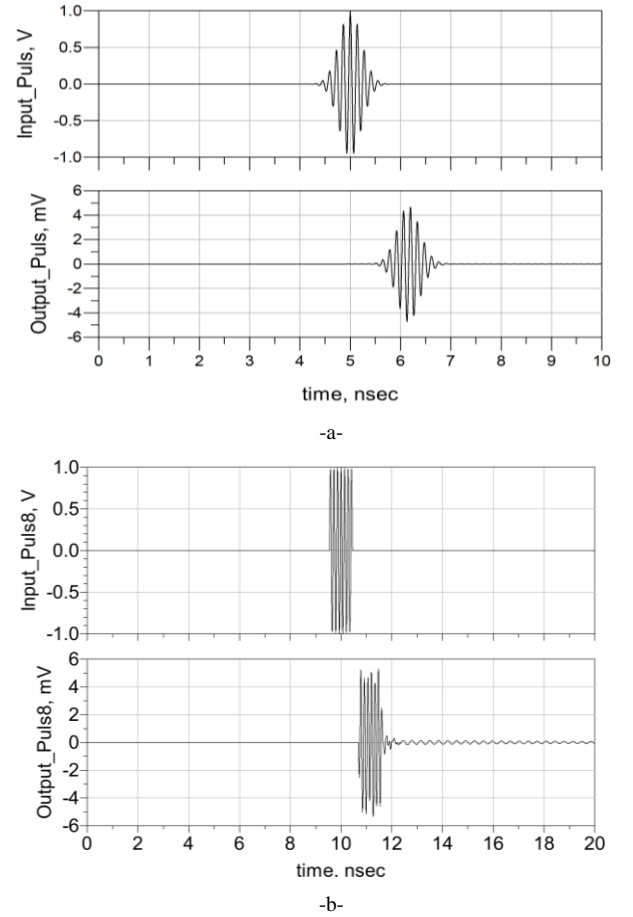 1.0
0.5
0.0
-0.5
-1.0
Input_Puls, V
6
4
2
0
-2
-4
-6
Output_Puls, mV
0 1 2 3 4 5 6 7 8 9 10
time, nsec
-a-
1.0
0.5
0.0
-0.5
-1.0
Input_Puls8, V
6
4
2
0
-2
-4
-6
Output_Puls8, mV
0 2 4 6 8 10 12 14 16 18 20
time. nsec
-b-